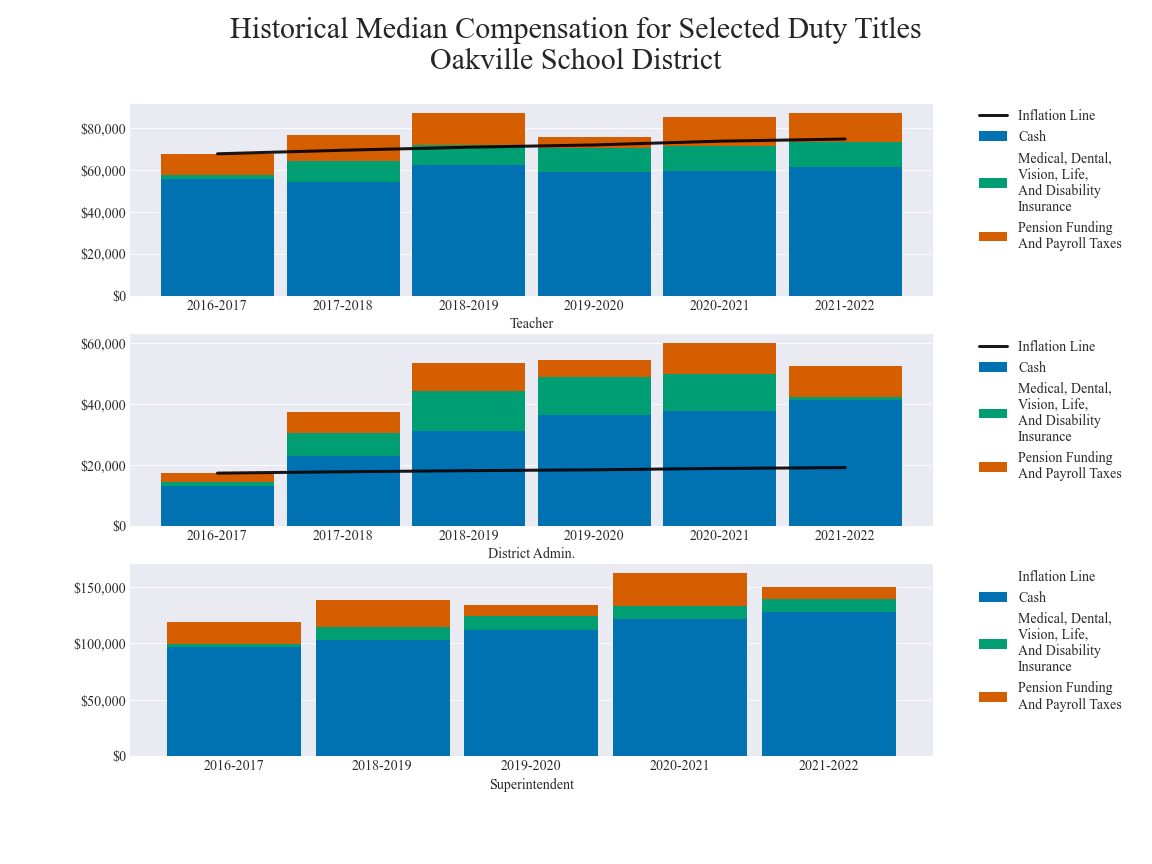 Historical Median Compensation for Selected Duty Titles
Oakville School District
$80,000
$60,000
$40,000
$20,000
$0
2016-2017 2017-2018 2018-2019 2019-2020 2020-2021 2021-2022
Teacher
Inflation Line
Cash
Medical, Dental,
Vision, Life,
And Disability
Insurance
Pension Funding
And Payroll Taxes
$60,000
$40,000
$20,000
$0
2016-2017 2017-2018 2018-2019 2019-2020 2020-2021 2021-2022
District Admin.
Inflation Line
Cash
Medical, Dental,
Vision, Life,
And Disability
Insurance
Pension Funding
And Payroll Taxes
$150,000
$100,000
$50,000
$0
2016-2017 2018-2019 2019-2020 2020-2021 2021-2022
Superintendent
Inflation Line
Cash
Medical, Dental,
Vision, Life,
And Disability
Insurance
Pension Funding
And Payroll Taxes